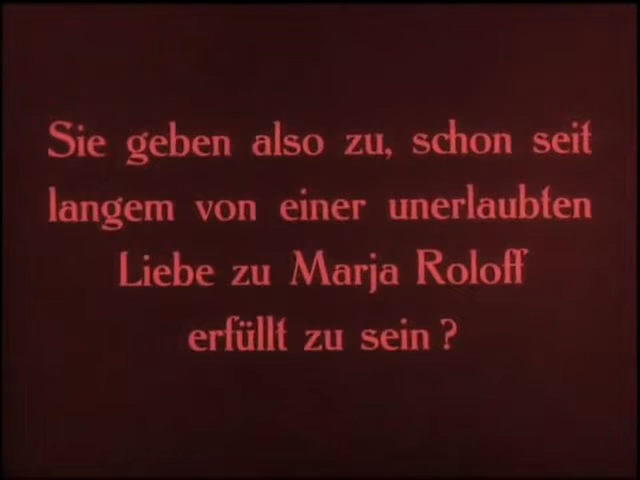 Sie geben also zu, schon seit
langem von einer unerlaubten
Liebe zu Marja Roloff
erfüllt zu sein ?